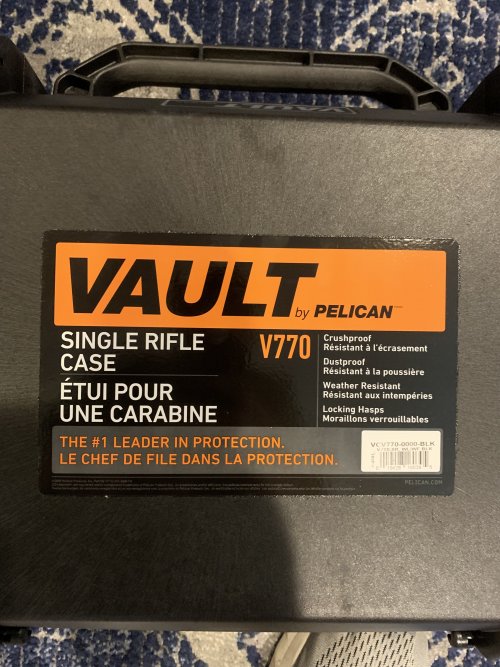 VAULT
by PELICAN™
SINGLE RIFLE
CASE
V770
ÉTUI POUR
UNE CARABINE
Crushproof
Résistant à l'écrasement
Dustproof
Résistant à la poussière
Weather Resistant
Résistant aux intempéries
Locking Hasps
Moraillons verrouillables
THE #1 LEADER IN PROTECTION.
LE CHEF DE FILE DANS LA PROTECTION.
VCV770-0000-BLK
PELICAN.COM